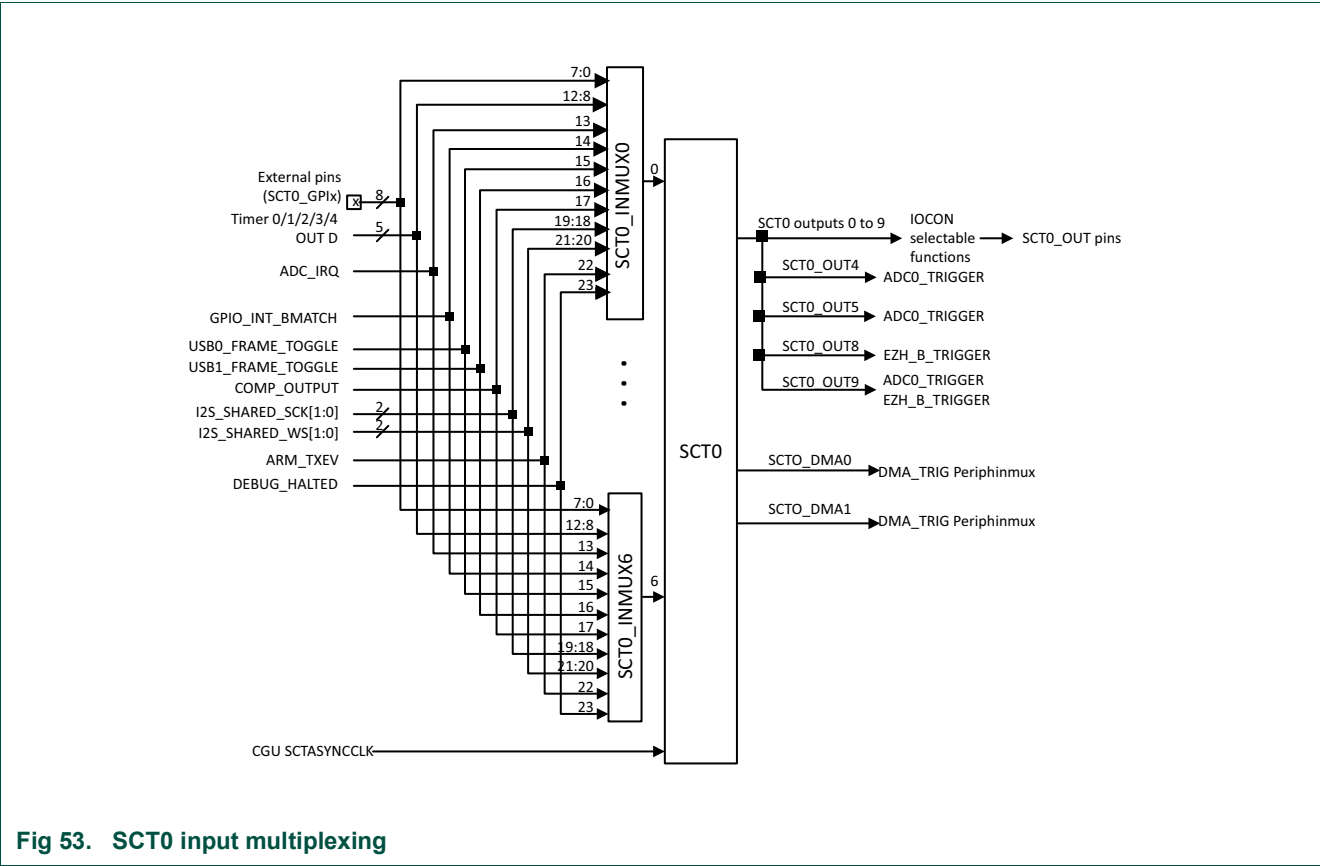 7:0
12:8
13
14
15
16
17
19:18
21:20
22
23
SCT0_INMUX0
0
External pins
(SCT0_GPIx)
x
8
Timer 0/1/2/3/4
OUT D
5
ADC_IRQ
GPIO_INT_BMATCH
USB0_FRAME_TOGGLE
USB1_FRAME_TOGGLE
COMP_OUTPUT
I2S_SHARED_SCK[1:0]
2
I2S_SHARED_WS[1:0]
2
ARM_TXEV
DEBUG_HALTED
7:0
12:8
13
14
15
16
17
19:18
21:20
22
23
SCT0_INMUX6
6
CGU SCTASYNCCLK
SCT0
SCT0 outputs 0 to 9
IOCON
selectable
functions
SCT0_OUT pins
SCT0_OUT4
ADC0_TRIGGER
SCT0_OUT5
ADC0_TRIGGER
SCT0_OUT8
EZH_B_TRIGGER
SCT0_OUT9
ADC0_TRIGGER
EZH_B_TRIGGER
SCTO_DMA0
DMA_TRIG Periphinmux
SCTO_DMA1
DMA_TRIG Periphinmux
Fig 53. SCT0 input multiplexing